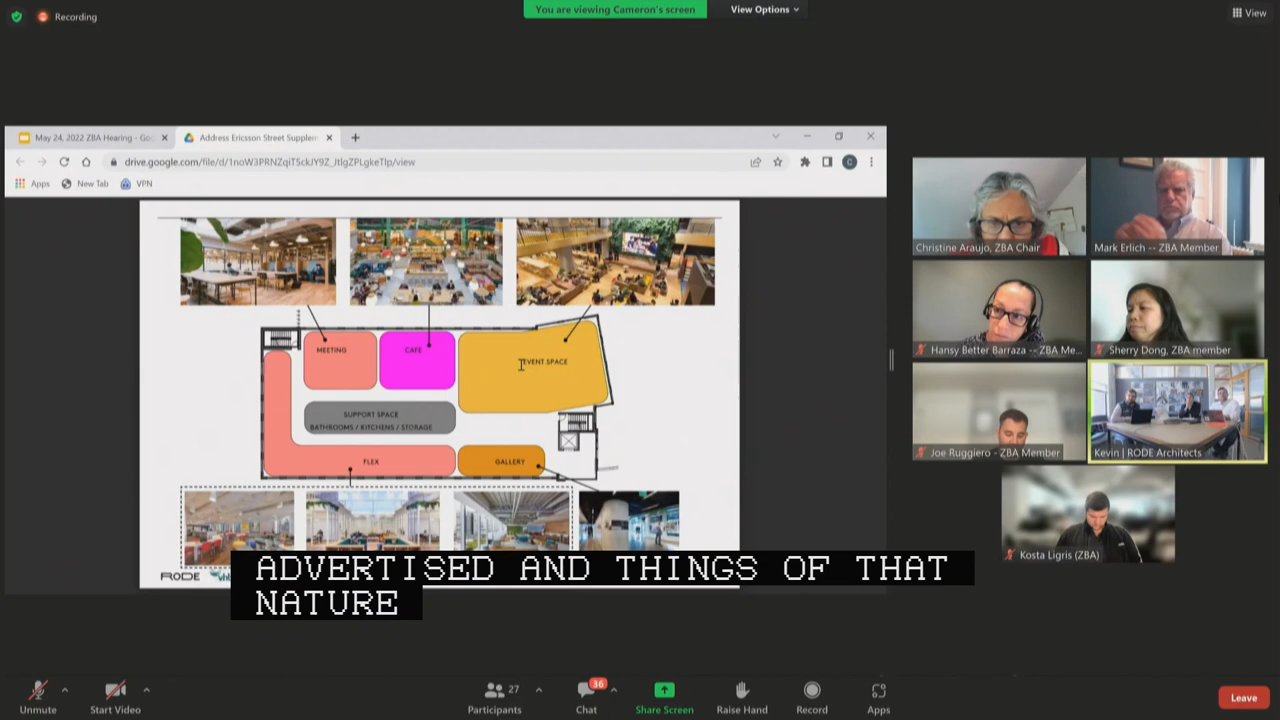 Recording
You are viewing Cameron's screen
View Options
View
May 24, 2022 ZBA Hearing - Goo
Address Ericsson Street Supplem
drive.google.com/file/d/1noW3PRNZqiT5ckJY9Z_JtlgZPLgkeTlp/view
C
Apps
New Tab
VPN
MEETING
CAFE
EVENT SPACE
SUPPORT SPACE
BATHROOMS / KITCHENS / STORAGE
FLEX
GALLERY
RODE
vhb
ADVERTISED AND THINGS OF THAT
NATURE
Christine Araujo, ZBA Chair
Mark Erlich -- ZBA Member
Hansy Better Barraza -- ZBA Me...
Sherry Dong, ZBA member
Joe Ruggiero - ZBA Member
Kevin | RODE Architects
Kosta Ligris (ZBA)
Unmute
Start Video
Participants
27
Chat
36
Share Screen
Raise Hand
Record
Apps
Leave